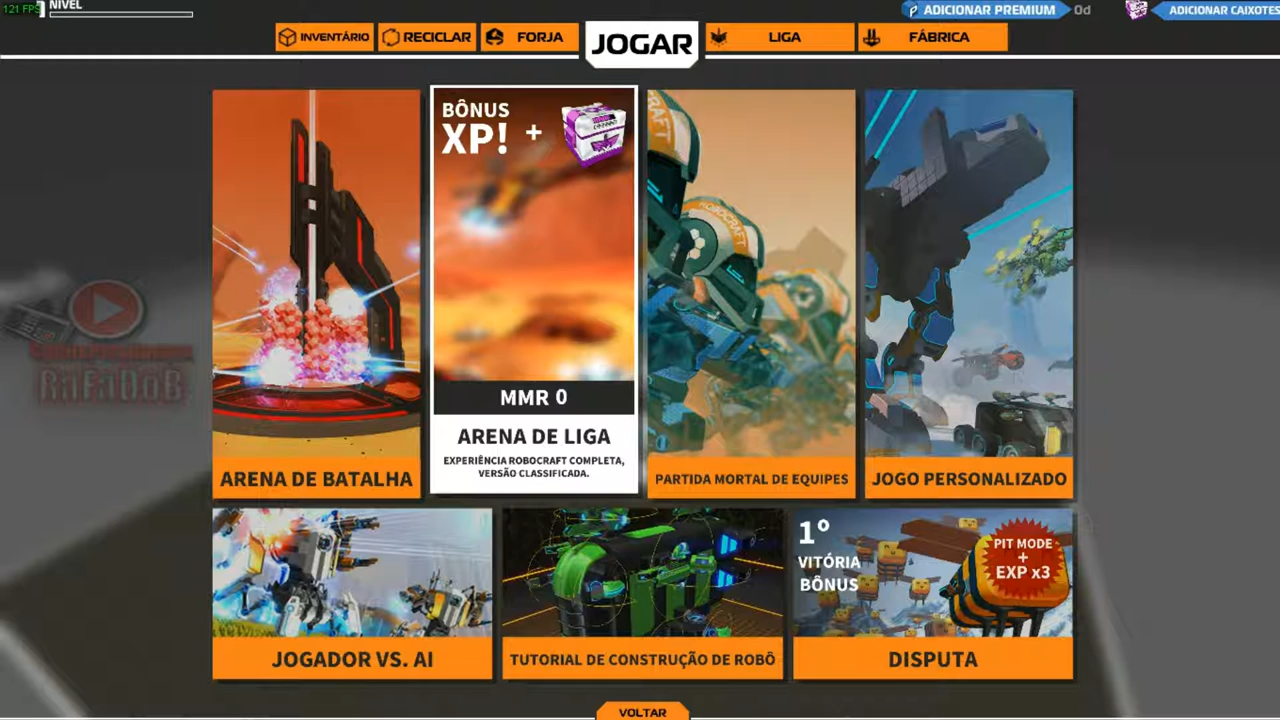 121 FPS
NÍVEL
ADICIONAR PREMIUM
0d
ADICIONAR CAIXOTES
INVENTÁRIO
RECICLAR
FORJA
JOGAR
LIGA
FÁBRICA
BÔNUS
XP! +
ROBOCRAFT
RaFaDoB
MMR 0
ARENA DE BATALHA
ARENA DE LIGA
EXPERIÊNCIA ROBOCRAFT COMPLETA,
VERSÃO CLASSIFICADA.
PARTIDA MORTAL DE EQUIPES
JOGO PERSONALIZADO
1º
VITÓRIA
BÔNUS
PIT MODE
+
EXP x3
JOGADOR VS. AI
TUTORIAL DE CONSTRUÇÃO DE ROBÔ
DISPUTA
VOLTAR